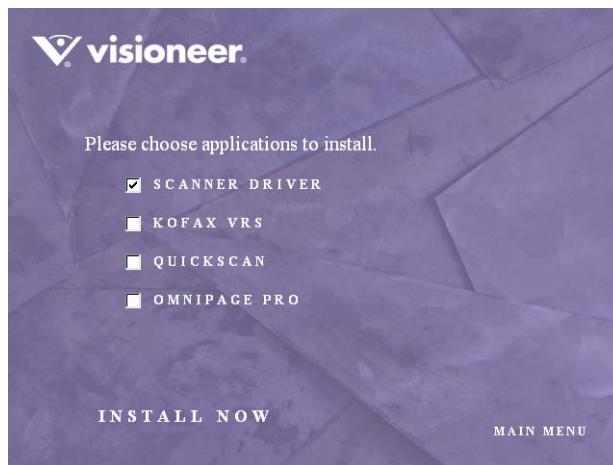 visioneer.
Please choose applications to install.
SCANNER DRIVER
KOFAX VRS
QUICKSCAN
OMNIPAGE PRO
INSTALL NOW
MAIN MENU